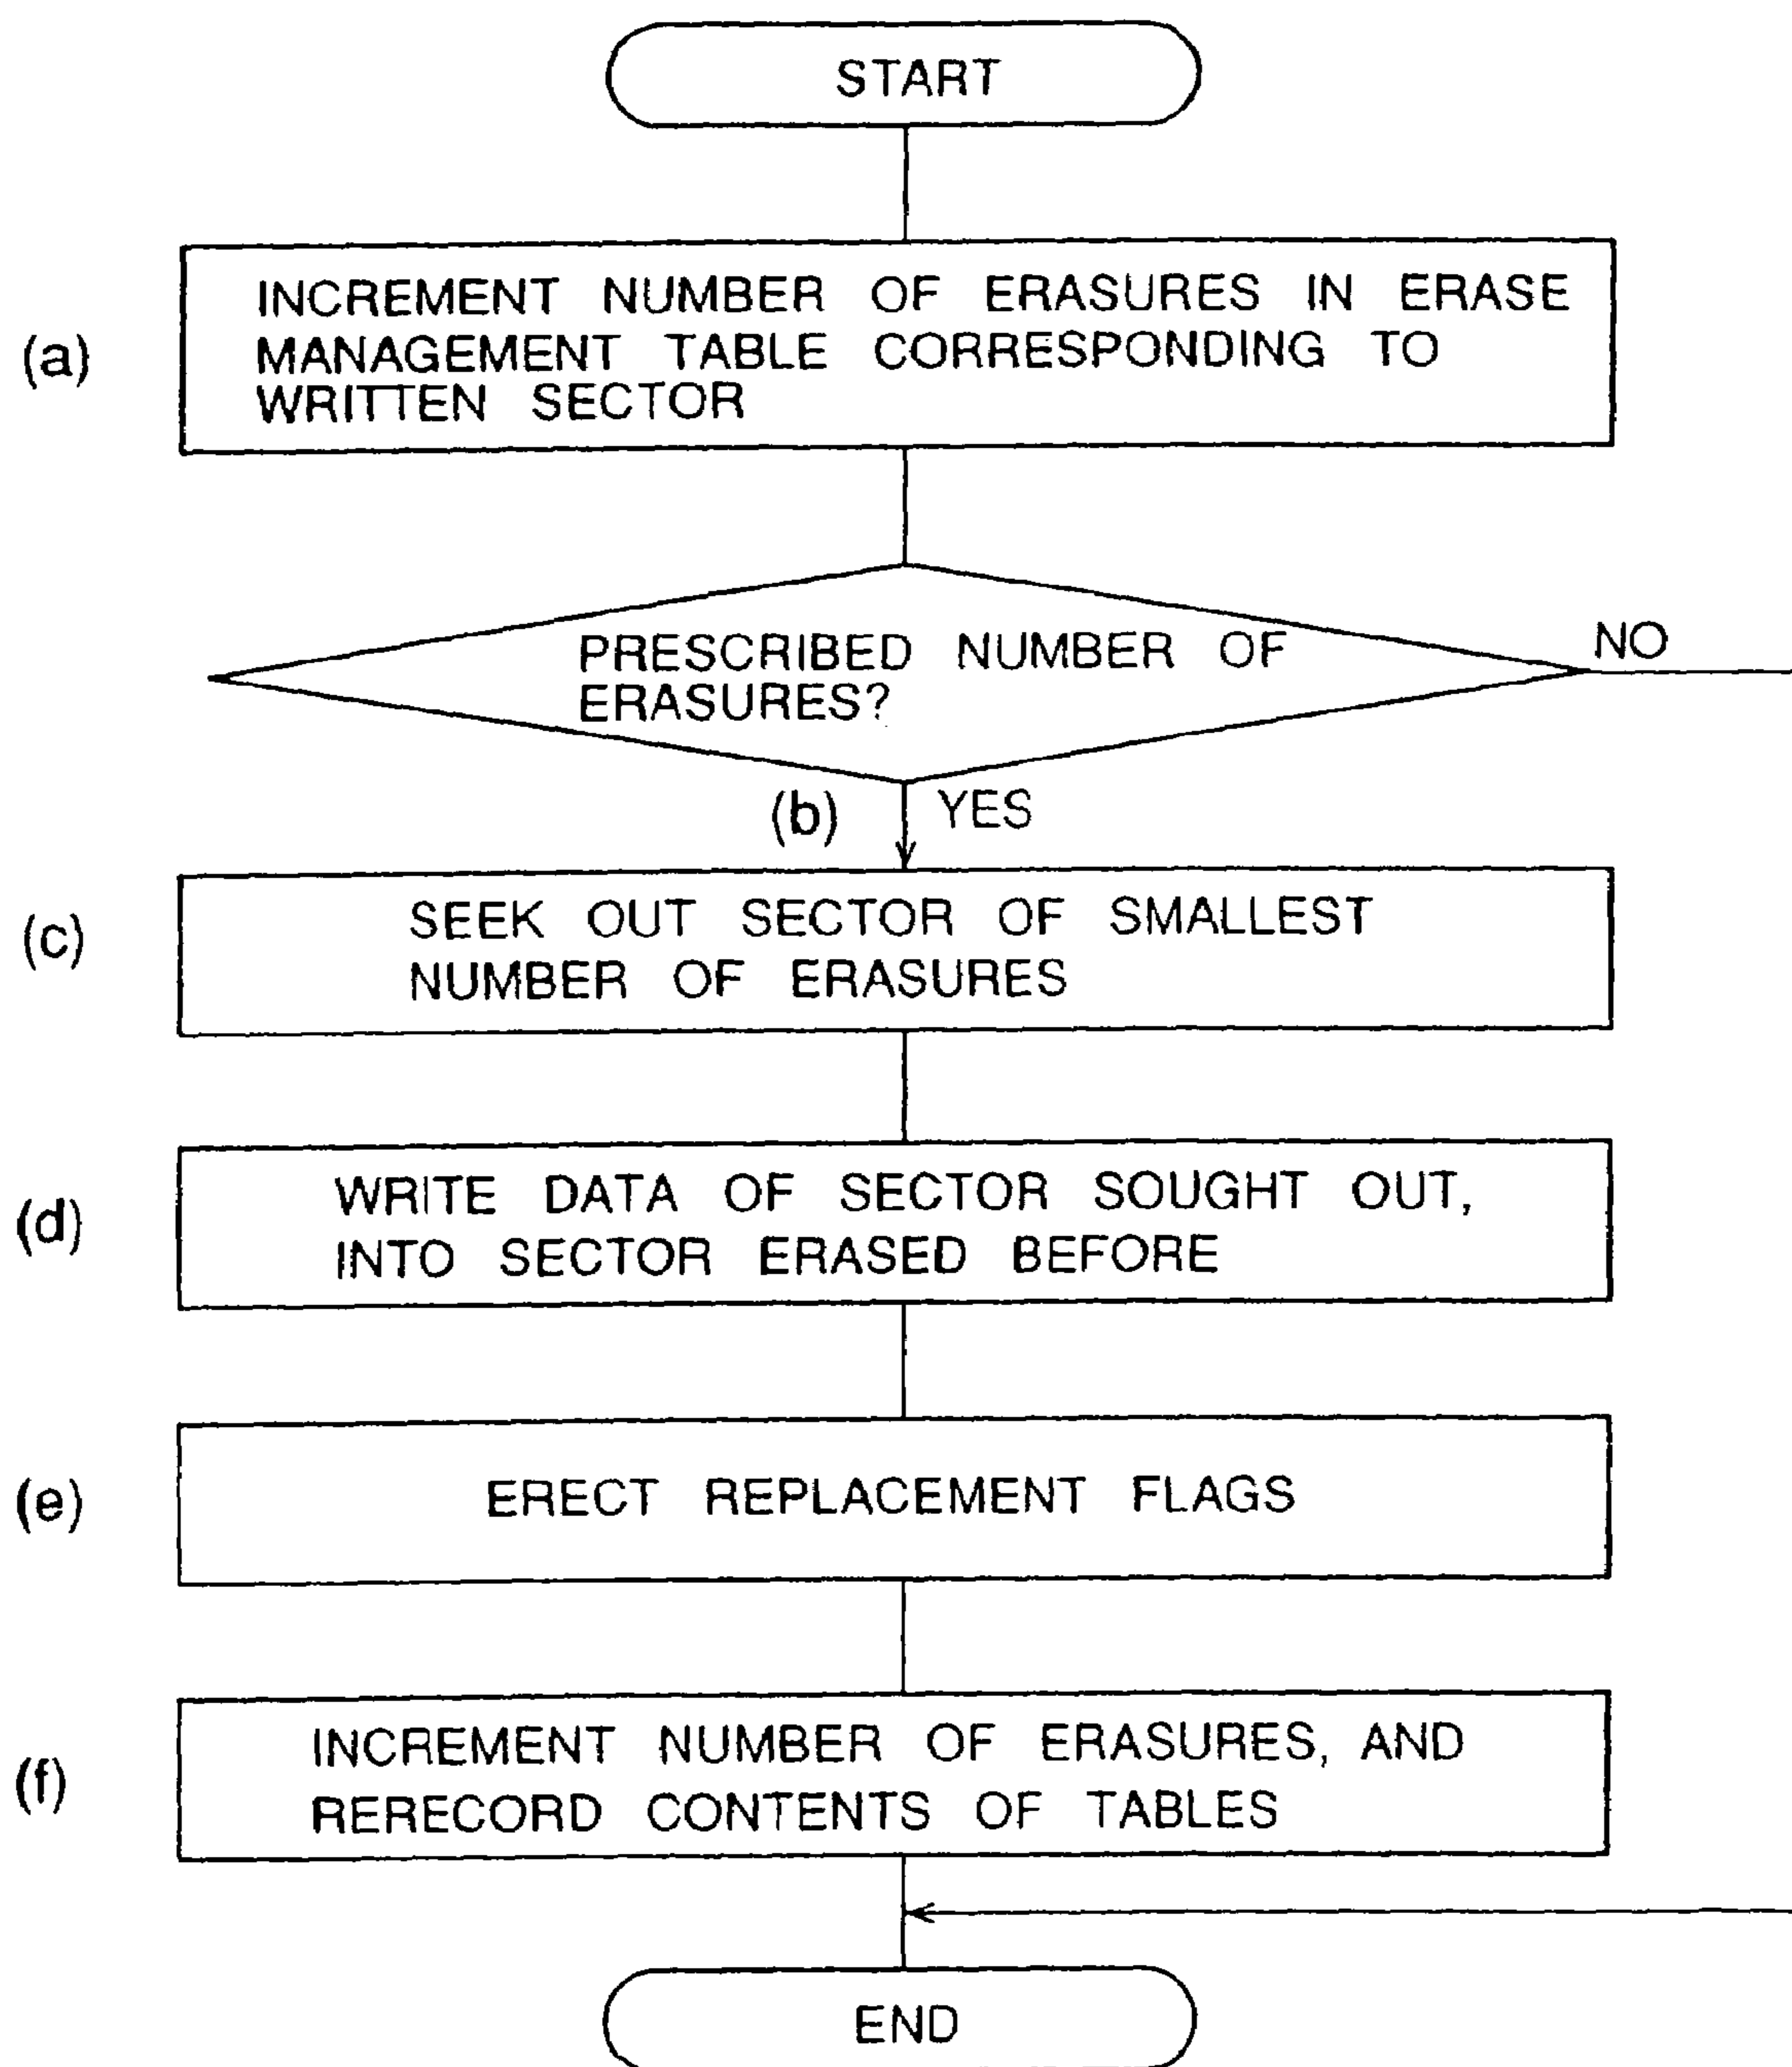 START
(a)
INCREMENT NUMBER OF ERASURES IN ERASE
MANAGEMENT TABLE CORRESPONDING TO
WRITTEN SECTOR
PRESCRIBED NUMBER OF
ERASURES?
NO
(b)
YES
(c)
SEEK OUT SECTOR OF SMALLEST
NUMBER OF ERASURES
(d)
WRITE DATA OF SECTOR SOUGHT OUT,
INTO SECTOR ERASED BEFORE
(e)
ERECT REPLACEMENT FLAGS
(f)
INCREMENT NUMBER OF ERASURES, AND
RERECORD CONTENTS OF TABLES
END